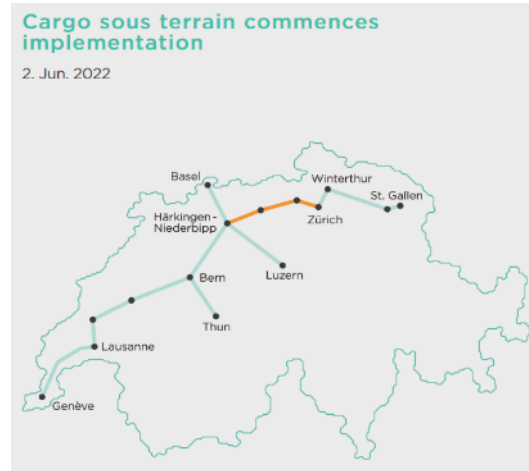 Cargo sous terrain commences
implementation
2. Jun. 2022
Basel
Winterthur
St. Gallen
Härkingen-
Niederbipp
Zürich
Bern
Luzern
Thun
Lausanne
Genève